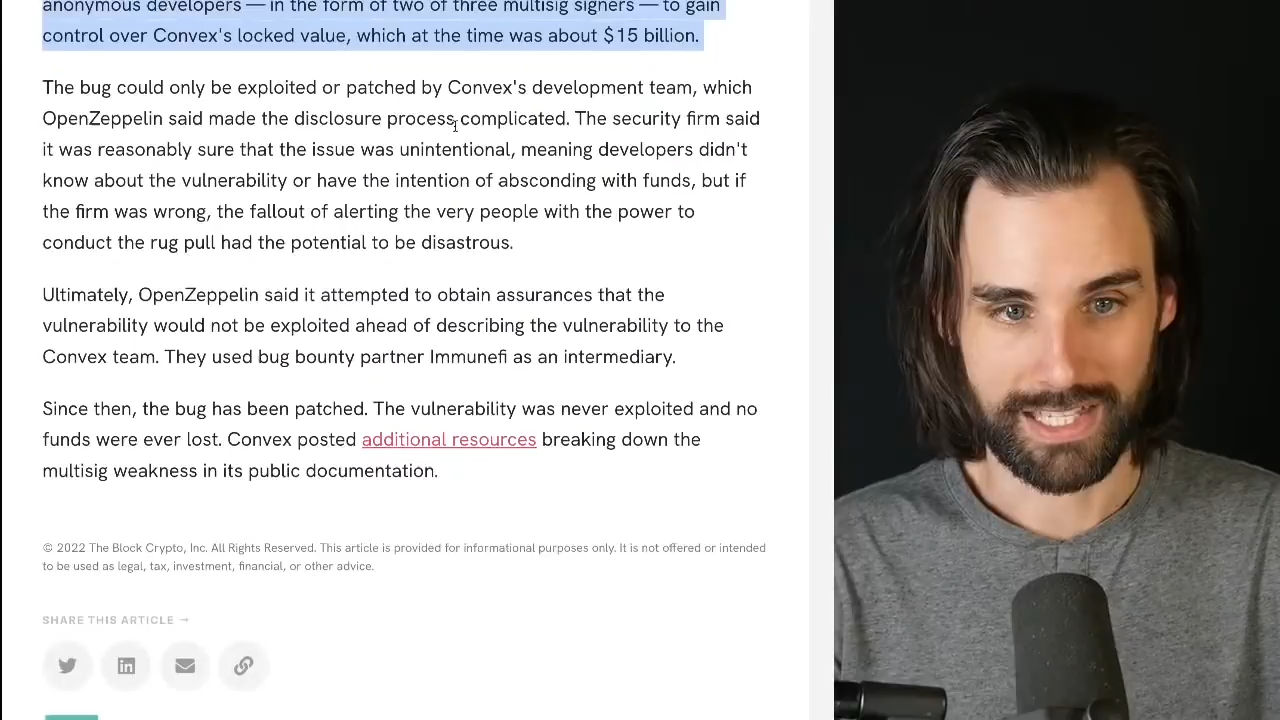 anonymous developers — in the form of two of three multisig signers — to gain
control over Convex's locked value, which at the time was about $15 billion.
The bug could only be exploited or patched by Convex's development team, which
OpenZeppelin said made the disclosure process complicated. The security firm said
it was reasonably sure that the issue was unintentional, meaning developers didn't
know about the vulnerability or have the intention of absconding with funds, but if
the firm was wrong, the fallout of alerting the very people with the power to
conduct the rug pull had the potential to be disastrous.
Ultimately, OpenZeppelin said it attempted to obtain assurances that the
vulnerability would not be exploited ahead of describing the vulnerability to the
Convex team. They used bug bounty partner Immunefi as an intermediary.
Since then, the bug has been patched. The vulnerability was never exploited and no
funds were ever lost. Convex posted additional resources breaking down the
multisig weakness in its public documentation.
© 2022 The Block Crypto, Inc. All Rights Reserved. This article is provided for informational purposes only. It is not offered or intended
to be used as legal, tax, investment, financial, or other advice.
SHARE THIS ARTICLE →